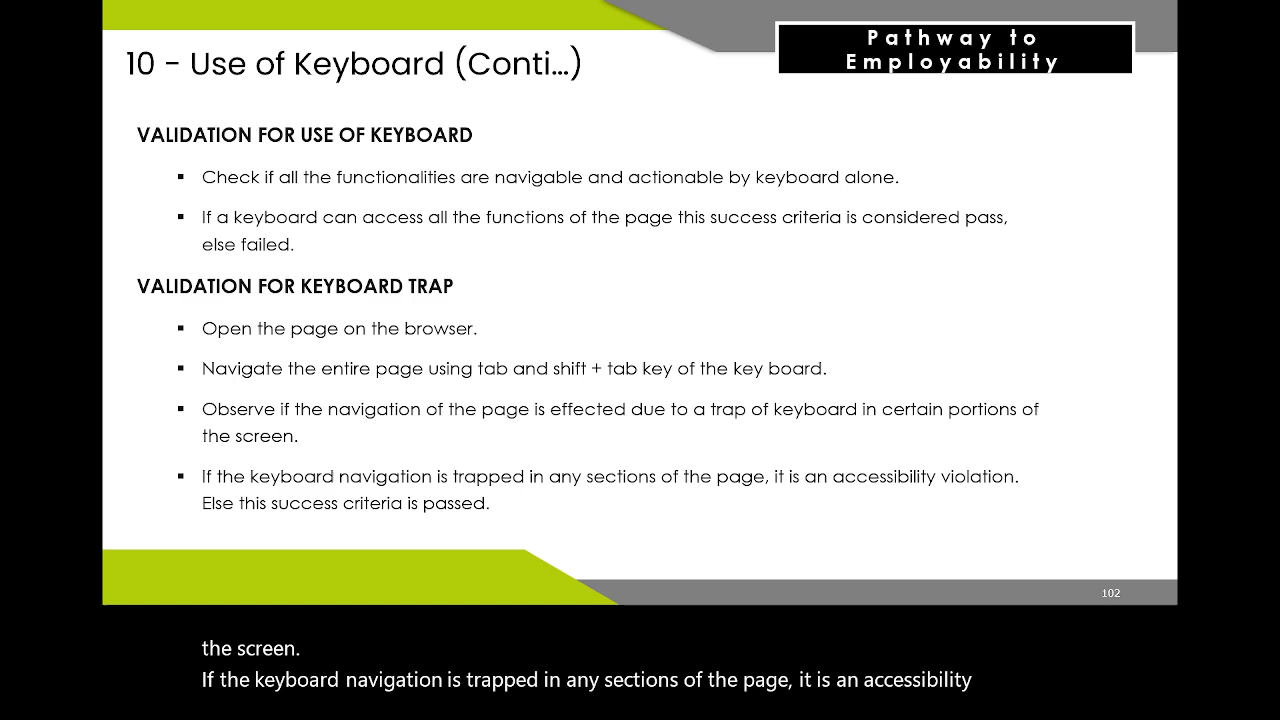 Pathway to
Employability
10 - Use of Keyboard (Conti...)
VALIDATION FOR USE OF KEYBOARD
▪ Check if all the functionalities are navigable and actionable by keyboard alone.
▪ If a keyboard can access all the functions of the page this success criteria is considered pass,
else failed.
VALIDATION FOR KEYBOARD TRAP
▪ Open the page on the browser.
▪ Navigate the entire page using tab and shift + tab key of the key board.
▪ Observe if the navigation of the page is effected due to a trap of keyboard in certain portions of
the screen.
▪ If the keyboard navigation is trapped in any sections of the page, it is an accessibility violation.
Else this success criteria is passed.
102
the screen.
If the keyboard navigation is trapped in any sections of the page, it is an accessibility